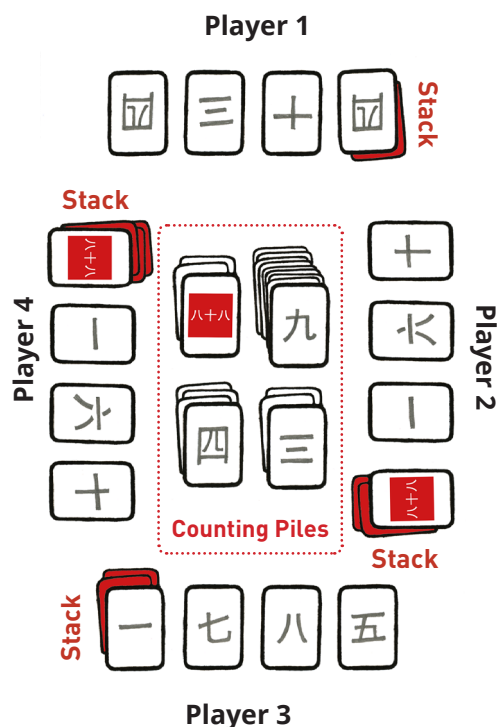 Player 1
四 三 十 四
Stack
Stack
八十八
一
六
十
Player 4
八十八
九
四
三
Counting Piles
十
六
一
八十八
Player 2
Stack
Stack
一 七 八 五
Player 3